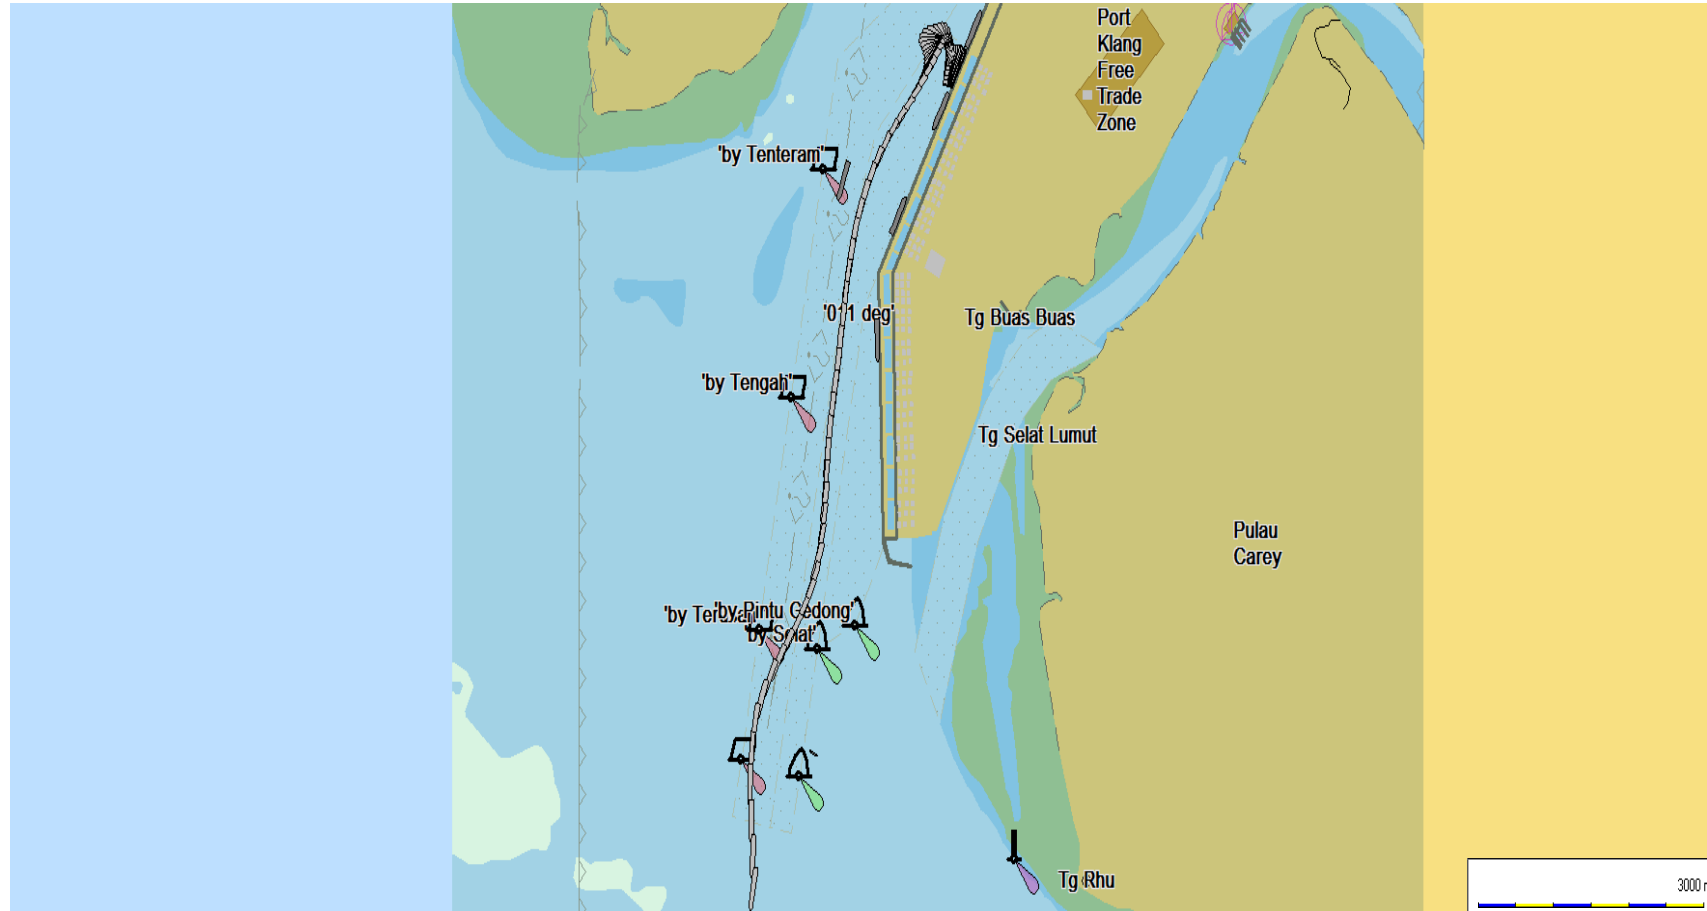 Port
Klang
Free
Trade
Zone
'by Tenteram'
'011 deg'
Tg Buas Buas
'by Tengah'
Tg Selat Lumut
Pulau
Carey
'by Pintu Gedong'
by Selat'
Tg Rhu
3000